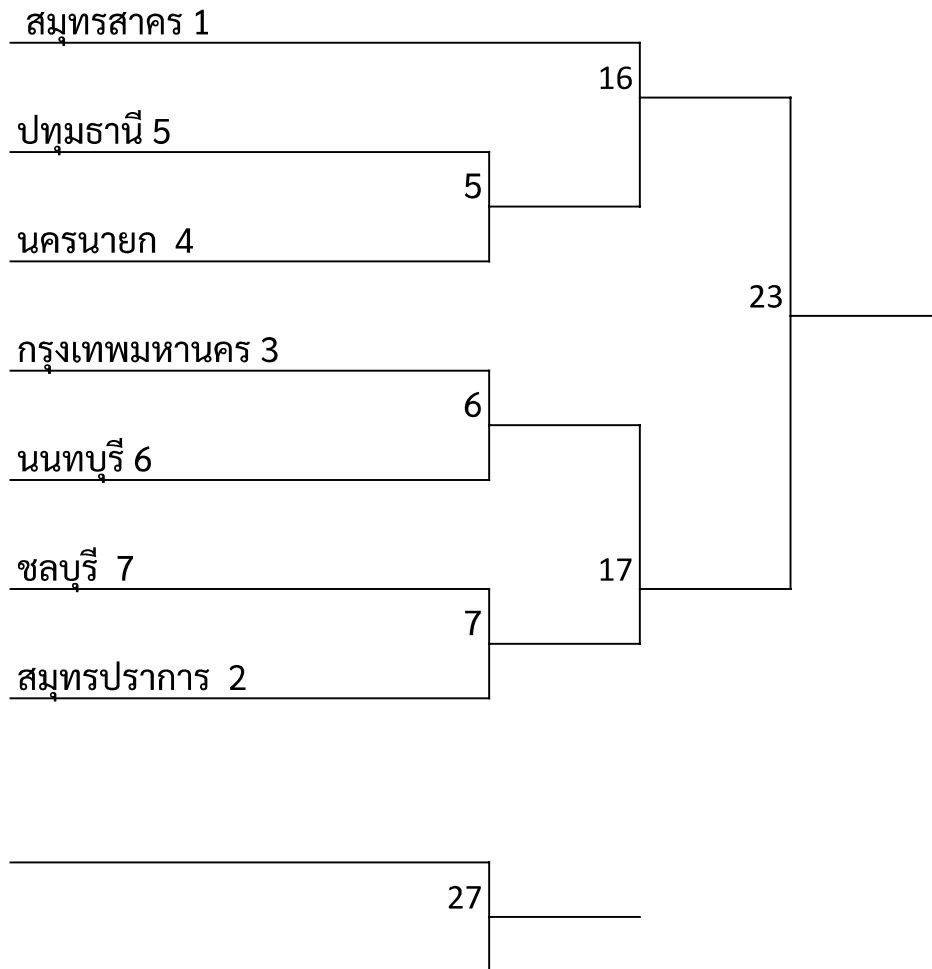 สมุทรสาคร 1
16
ปทุมธานี 5
5
นครนายก 4
23
กรุงเทพมหานคร 3
6
นนทบุรี 6
ชลบุรี 7
17
7
สมุทรปราการ 2
27